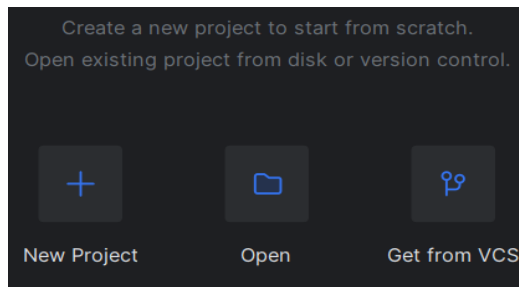 Create a new project to start from scratch.
Open existing project from disk or version control.
New Project
Open
Get from VCS